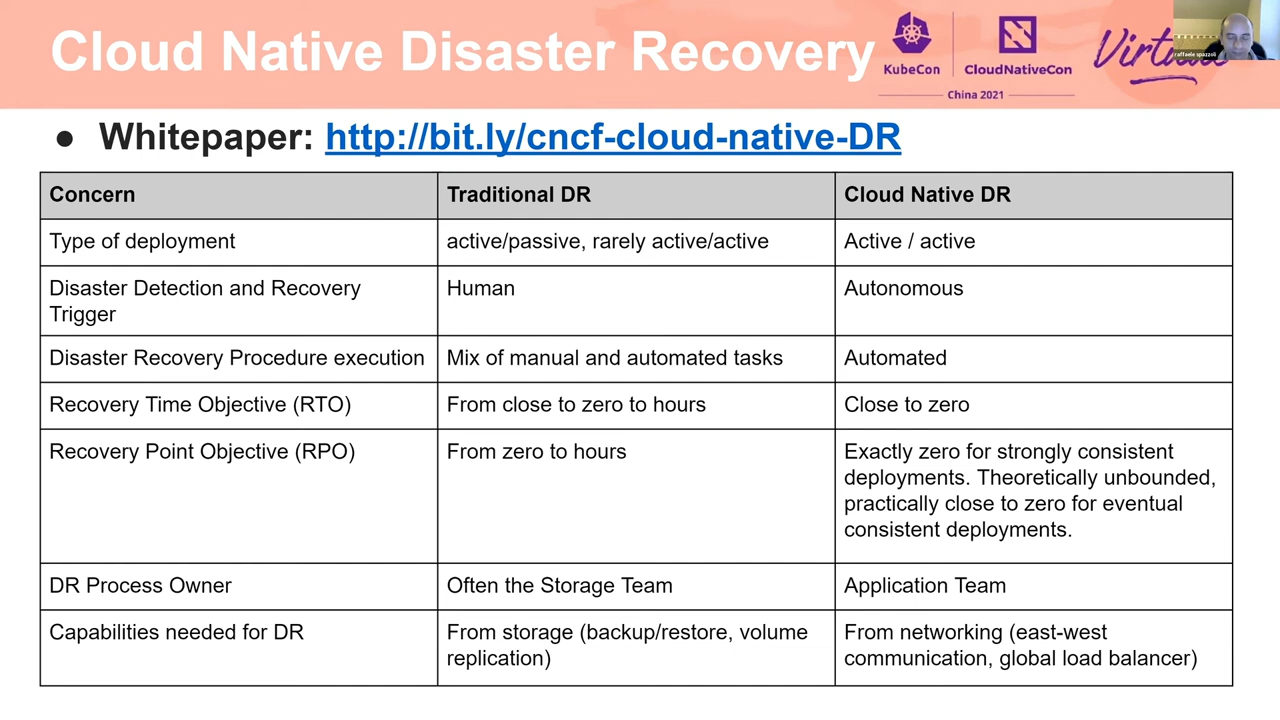 Cloud Native Disaster Recovery
KubeCon
CloudNativeCon
China 2021
Virtual
raffaele spazzoli
● Whitepaper: http://bit.ly/cncf-cloud-native-DR
Concern
Traditional DR
Cloud Native DR
Type of deployment
active/passive, rarely active/active
Active / active
Disaster Detection and Recovery
Trigger
Human
Autonomous
Disaster Recovery Procedure execution
Mix of manual and automated tasks
Automated
Recovery Time Objective (RTO)
From close to zero to hours
Close to zero
Recovery Point Objective (RPO)
From zero to hours
Exactly zero for strongly consistent
deployments. Theoretically unbounded,
practically close to zero for eventual
consistent deployments.
DR Process Owner
Often the Storage Team
Application Team
Capabilities needed for DR
From storage (backup/restore, volume
replication)
From networking (east-west
communication, global load balancer)